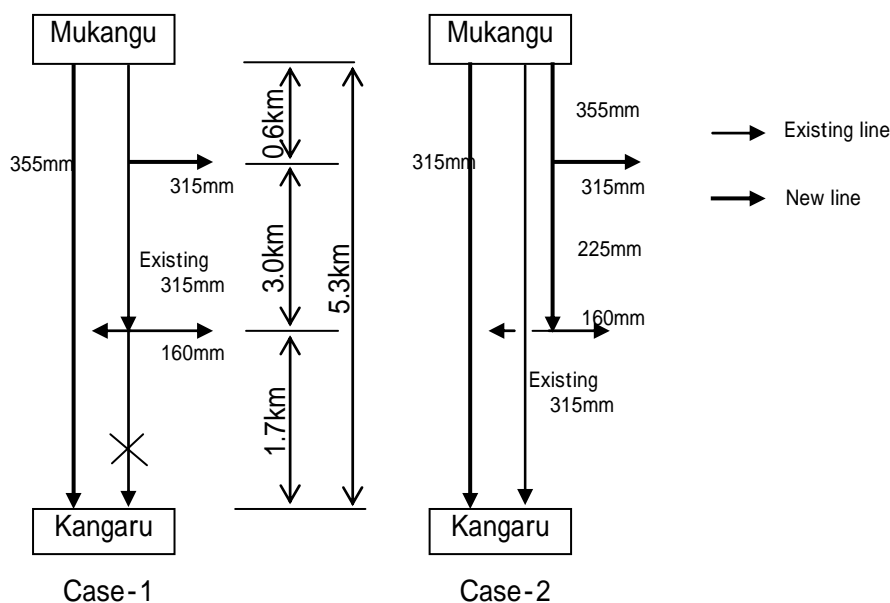 Mukangu
355mm
315mm
Existing
315mm
160mm
Kangaru
Case-1
0.6km
3.0km
1.7km
5.3km
Mukangu
355mm
315mm
315mm
225mm
160mm
Existing
315mm
Kangaru
Case-2
Existing line
New line